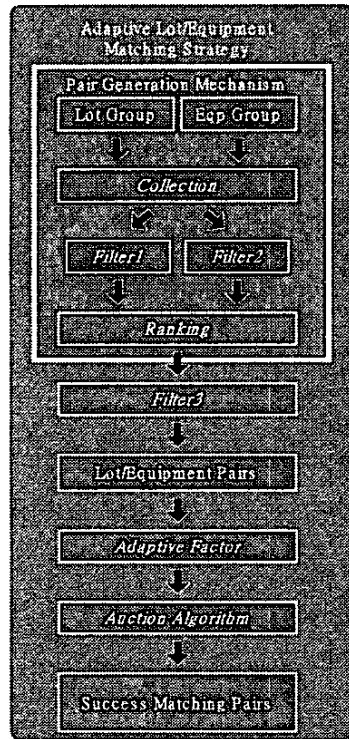 Adaptive Lot/Equipment
Matching Strategy
Pair Generation Mechanism
Lot Group Eqp Group
Collection
Filter1 Filter2
Ranking
Filter3
Lot/Equipment Pairs
Adaptive Factor
Auction Algorithm
Success Matching Pairs